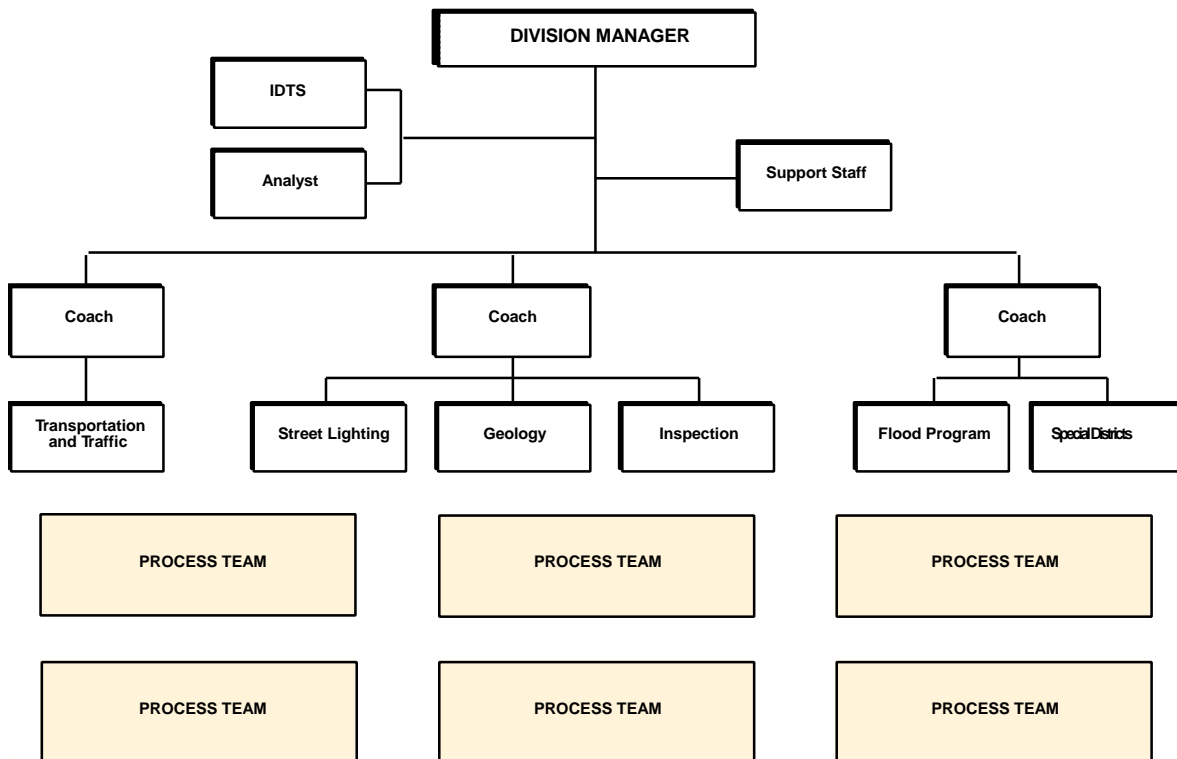 DIVISION MANAGER
IDTS
Analyst
Support Staff
Coach
Coach
Coach
Transportation
and Traffic
Street Lighting
Geology
Inspection
Flood Program
Special Districts
PROCESS TEAM
PROCESS TEAM
PROCESS TEAM
PROCESS TEAM
PROCESS TEAM
PROCESS TEAM